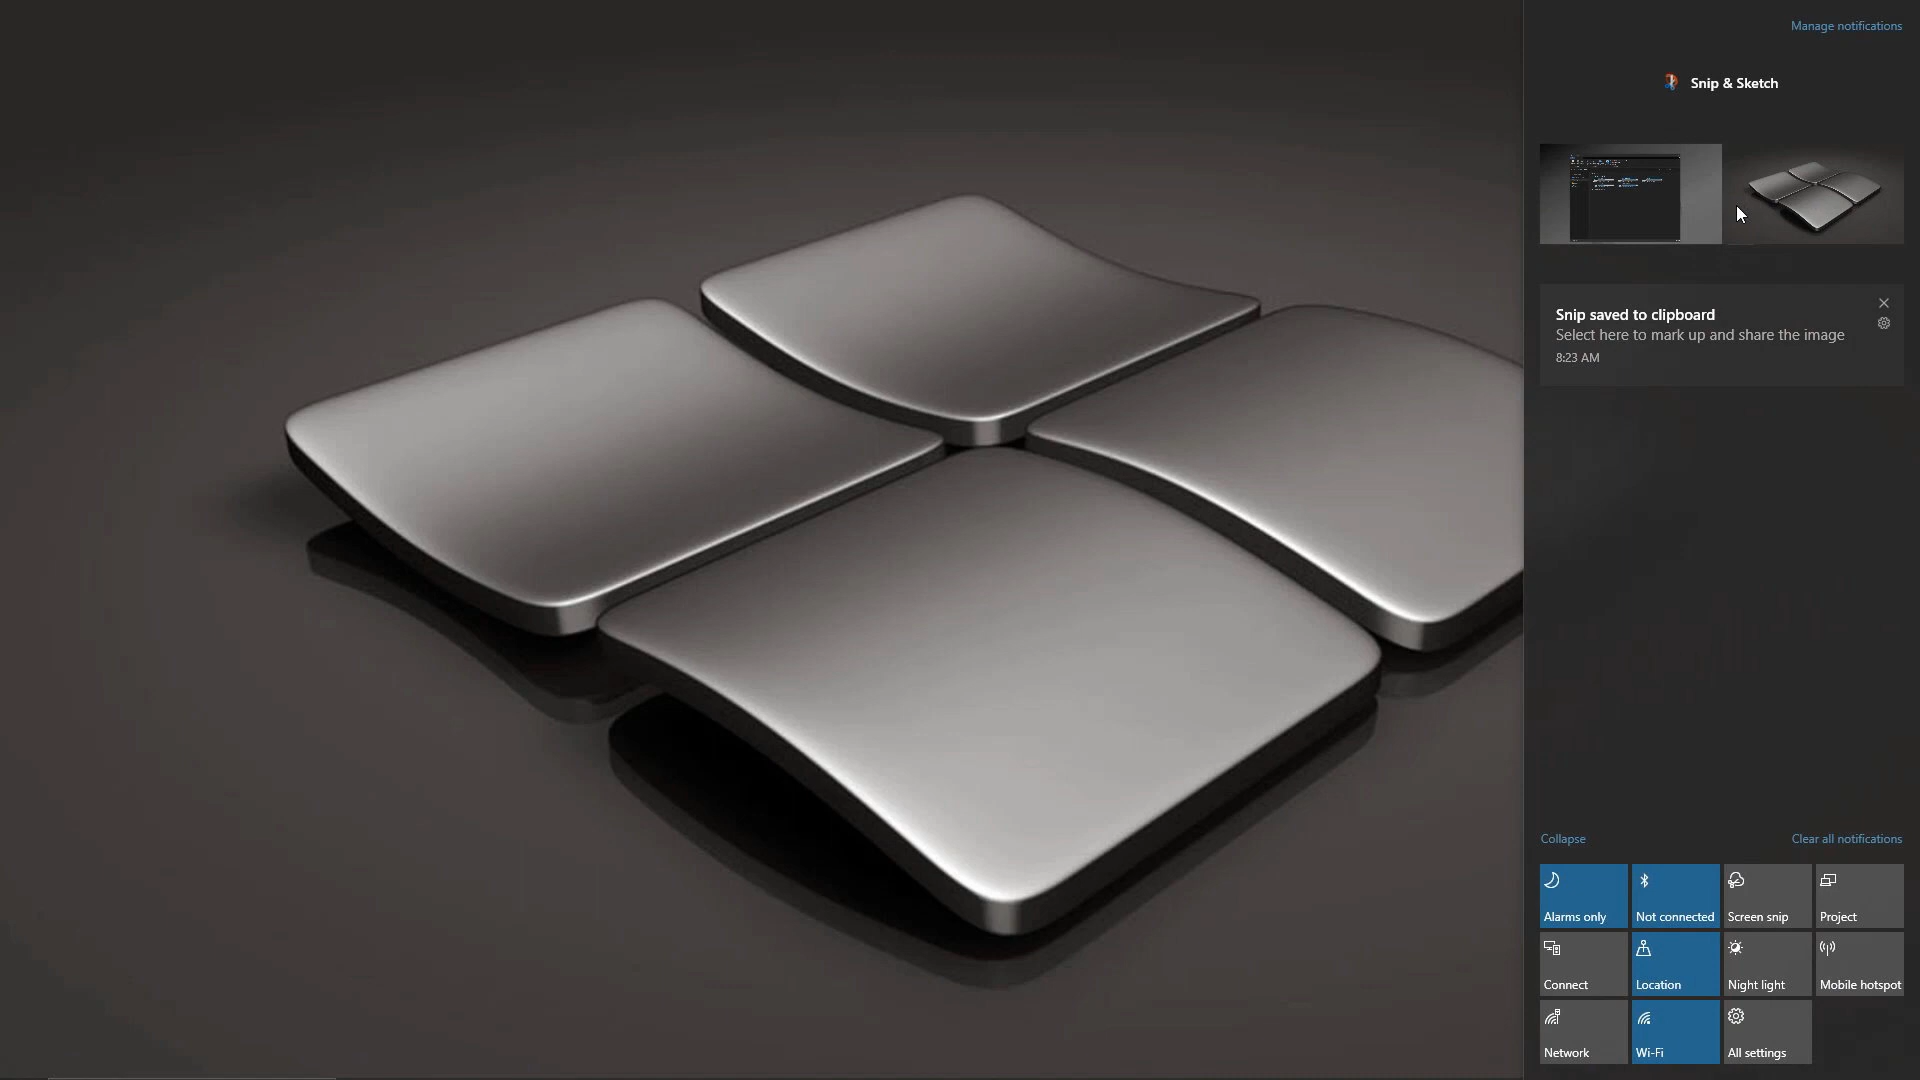 Manage notifications
Snip & Sketch
Snip saved to clipboard
Select here to mark up and share the image
8:23 AM
Collapse
Clear all notifications
Alarms only
Not connected
Screen snip
Project
Connect
Location
Night light
Mobile hotspot
Network
Wi-Fi
All settings